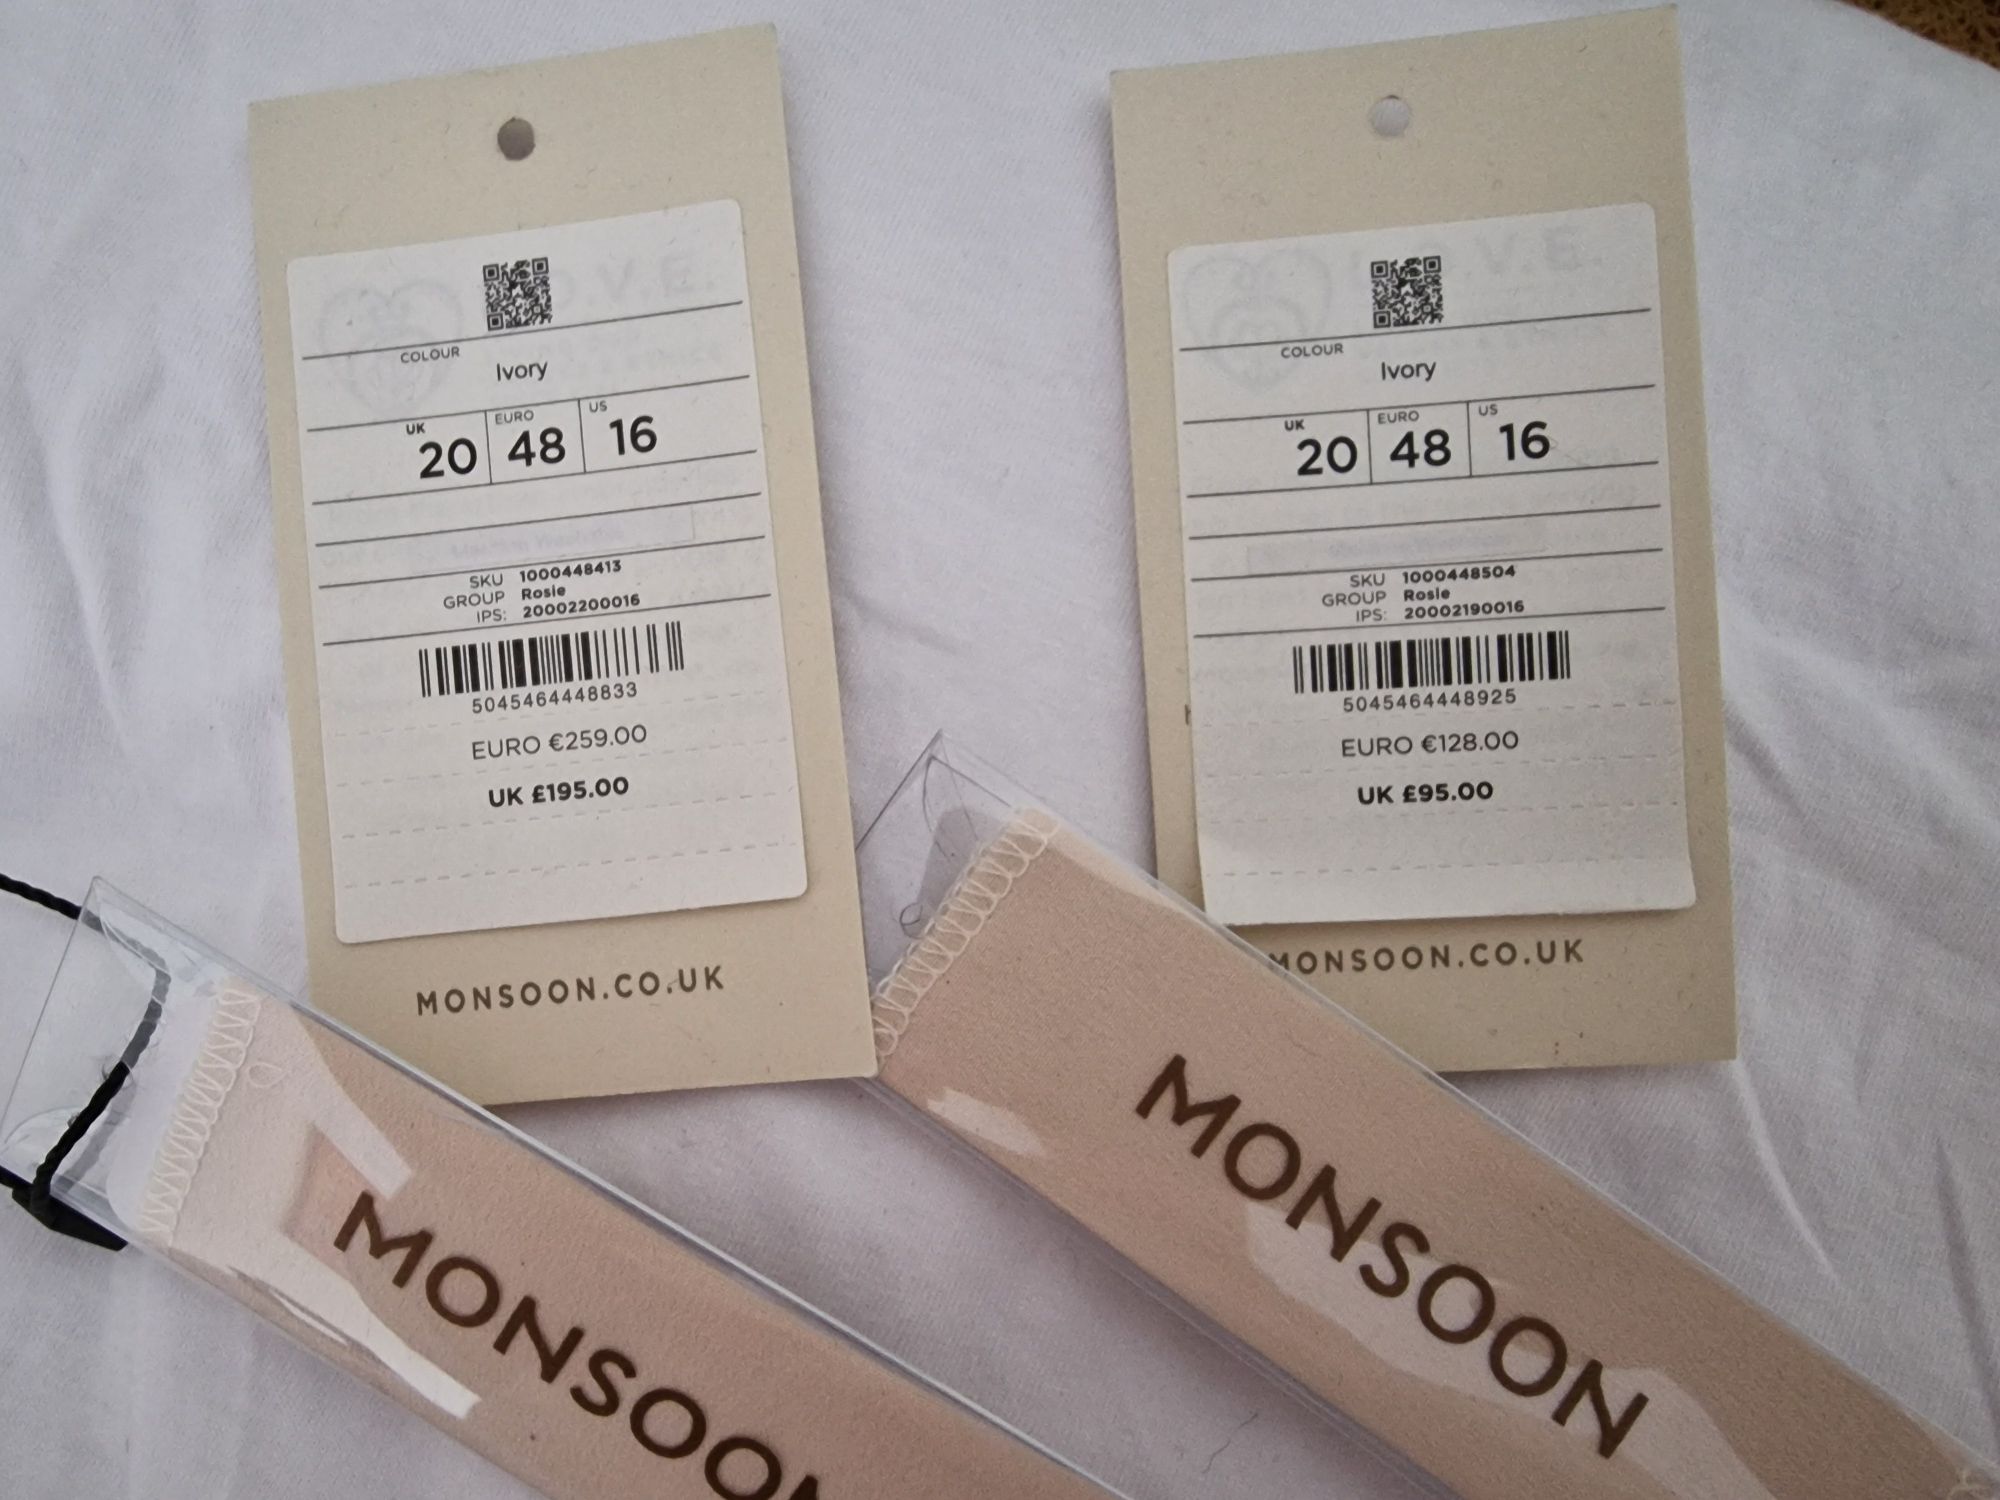 COLOUR
Ivory
UK EURO US
20 48 16
SKU 1000448413
GROUP Rosie
IPS: 20002200016
5045464448833
EURO €259.00
UK £195.00
MONSOON.CO.UK
COLOUR
Ivory
UK EURO US
20 48 16
SKU 1000448504
GROUP Rosie
IPS: 20002190016
5045464448925
EURO €128.00
UK £95.00
MONSOON.CO.UK
MONSOON
MONSOON